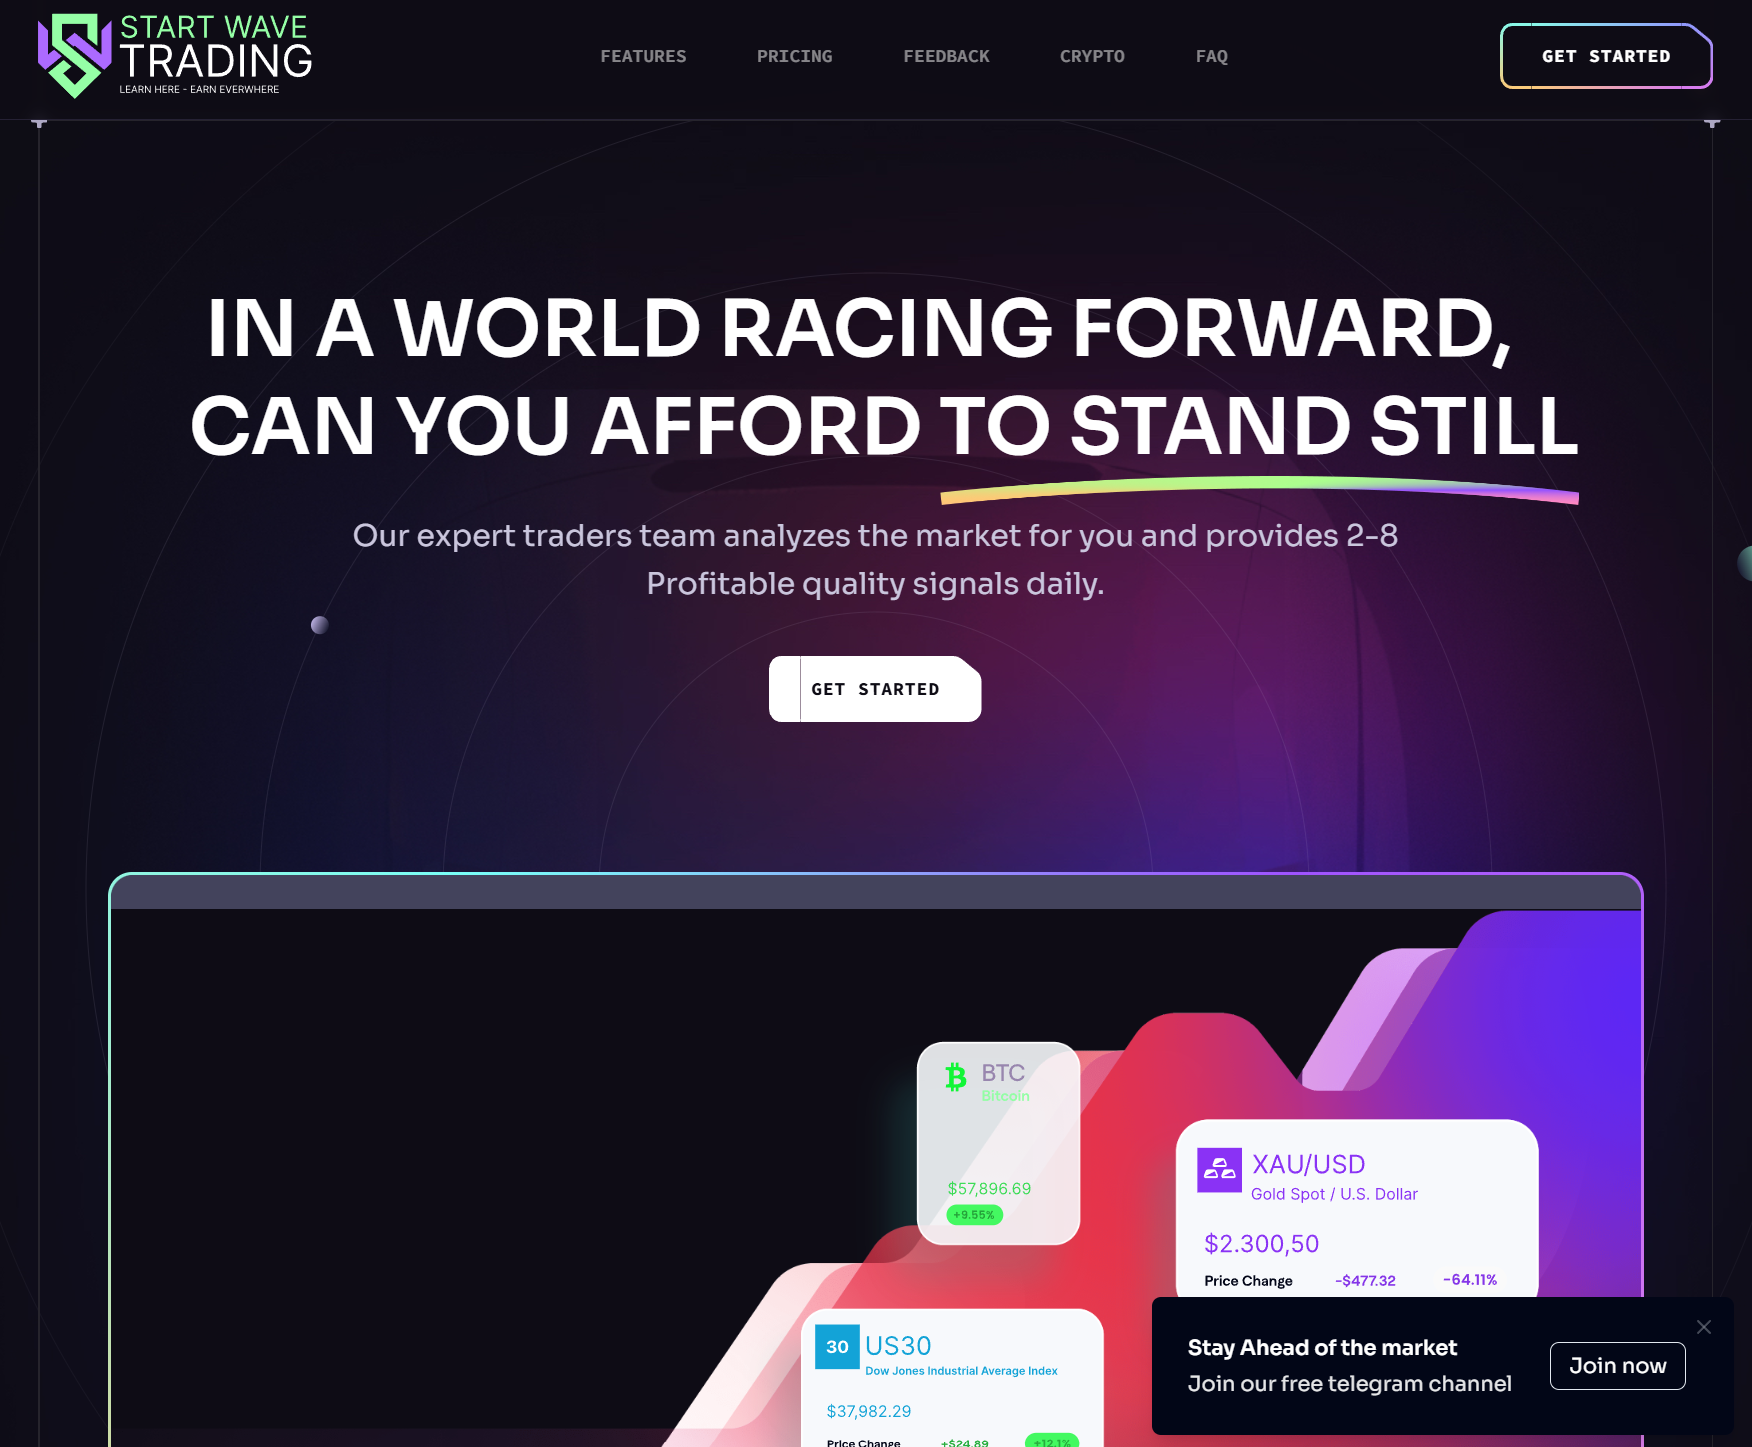 START WAVE
TRADING
LEARN HERE - EARN EVERWHERE
FEATURES
PRICING
FEEDBACK
CRYPTO
FAQ
GET STARTED
IN A WORLD RACING FORWARD,
CAN YOU AFFORD TO STAND STILL
Our expert traders team analyzes the market for you and provides 2-8
Profitable quality signals daily.
GET STARTED
BTC
Bitcoin
$57,896.69
+9.55%
XAU/USD
Gold Spot / U.S. Dollar
$2.300,50
Price Change -$477.32 -64.11%
30 US30
Dow Jones Industrial Average Index
$37,982.29
Price Change +$24.89 +12.1%
Stay Ahead of the market
Join our free telegram channel
Join now